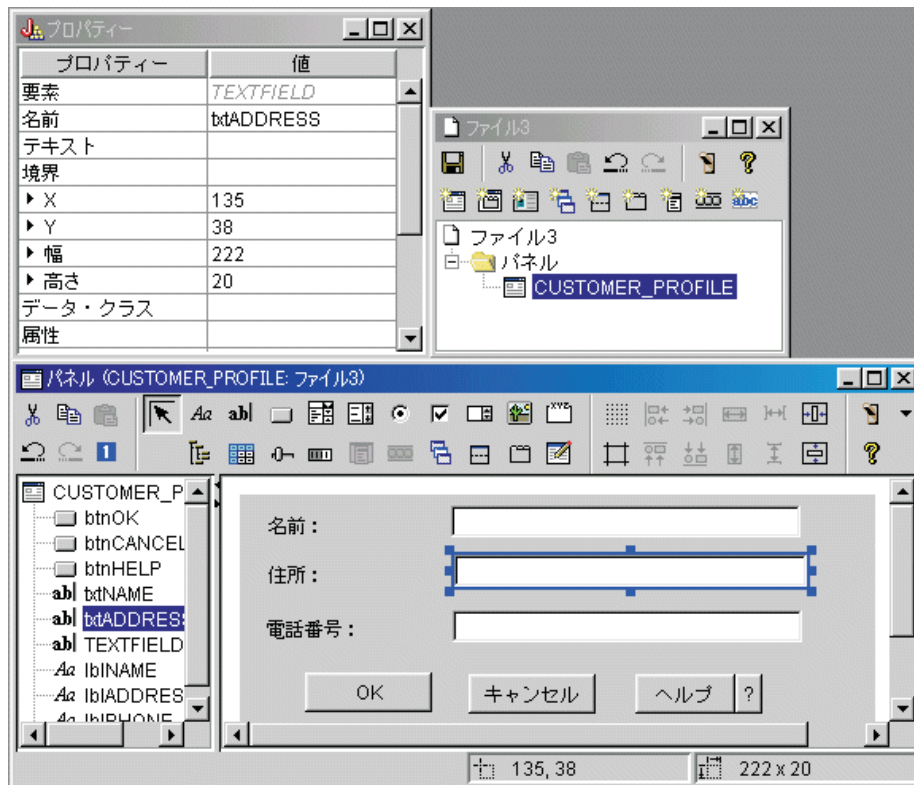 プロパティー
プロパティー 値
要素 TEXTFIELD
名前 txtADDRESS
テキスト
境界
X 135
Y 38
幅 222
高さ 20
データ・クラス
属性
ファイル3
ファイル3
パネル
CUSTOMER_PROFILE
パネル (CUSTOMER_PROFILE: ファイル3)
CUSTOMER_P
btnOK
btnCANCEL
btnHELP
txtNAME
txtADDRES
TEXTFIELD
lblNAME
lblADDRES
lblPHONE
名前：
住所：
電話番号：
OK キャンセル ヘルプ ?
135, 38 222 x 20